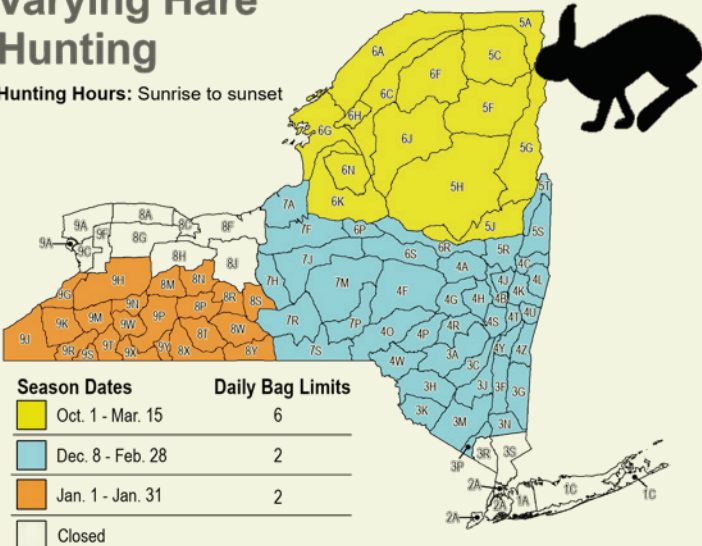 Varying Hare
Hunting
Hunting Hours: Sunrise to sunset
5A
6A
5C
6F
6C
5F
6H
6G
6J
5G
6N
5H
5T
6K
7A
8A
9A
8C
8F
9F
5J
5S
7F
6P
8G
9A
9C
6R
5R
6S
8H
7J
8J
4A
4C
9H
8M
8N
7H
7M
4J
4L
4F
4K
9G
8R
8S
4G
4H
4B
9N
8P
9M
9P
4U
9K
9W
7R
7P
4S
4T
4R
8W
8T
4O
4P
9J
9T
4Y
4Z
9R
9S
9X
9Y
8X
8Y
7S
3A
4W
3C
3H
3J
3F
3G
3K
3M
3N
3R
3S
3P
2A
2A
1A
1C
1C
2A
Season Dates Daily Bag Limits
Oct. 1 - Mar. 15 6
Dec. 8 - Feb. 28 2
Jan. 1 - Jan. 31 2
Closed